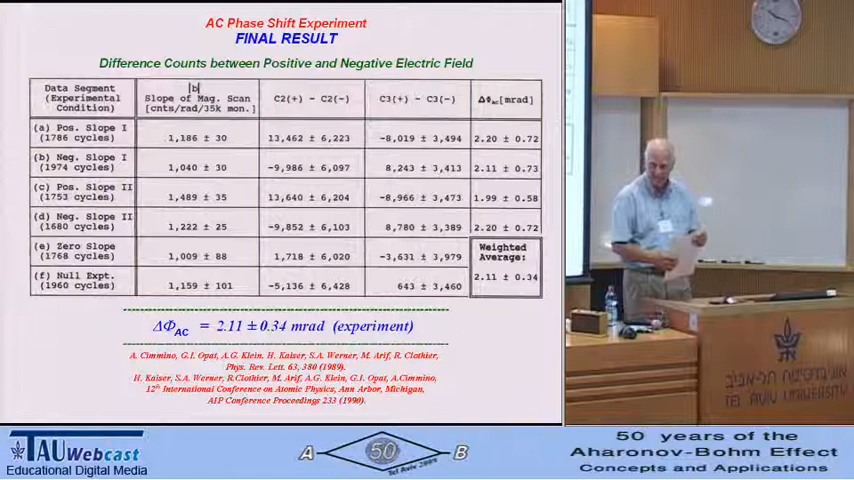 AC Phase Shift Experiment
FINAL RESULT
Difference Counts between Positive and Negative Electric Field
Data Segment (Experimental Condition) |b| Slope of Mag. Scan [cnts/rad/35k mon.] C2(+) - C2(-) C3(+) - C3(-) ΔΦAC[mrad]
(a) Pos. Slope I (1786 cycles) 1,186 ± 30 13,462 ± 6,223 -8,019 ± 3,494 2.20 ± 0.72
(b) Neg. Slope I (1974 cycles) 1,040 ± 30 -9,986 ± 6,097 8,243 ± 3,413 2.11 ± 0.73
(c) Pos. Slope II (1753 cycles) 1,489 ± 35 13,640 ± 6,204 -8,966 ± 3,473 1.99 ± 0.58
(d) Neg. Slope II (1680 cycles) 1,222 ± 25 -9,852 ± 6,103 8,780 ± 3,389 2.20 ± 0.72
(e) Zero Slope (1768 cycles) 1,009 ± 88 1,718 ± 6,020 -3,631 ± 3,979
(f) Null Expt. (1960 cycles) 1,159 ± 101 -5,136 ± 6,428 643 ± 3,460
Weighted Average:
2.11 ± 0.34
ΔΦAC = 2.11 ± 0.34 mrad (experiment)
A. Cimmino, G.I. Opat, A.G. Klein. H. Kaiser, S.A. Werner, M. Arif, R. Clothier,
Phys. Rev. Lett. 63, 380 (1989).
H. Kaiser, S.A. Werner, R.Clothier, M. Arif, A.G. Klein, G.I. Opat, A.Cimmino,
12th International Conference on Atomic Physics, Ann Arbor, Michigan,
AIP Conference Proceedings 233 (1990).
אוניברסיטת תל-אביב
TEL AVIV UNIVERSITY
TAU Webcast
Educational Digital Media
A 50 B
Tel Aviv 2009
50 years of the
Aharonov-Bohm Effect
Concepts and Applications